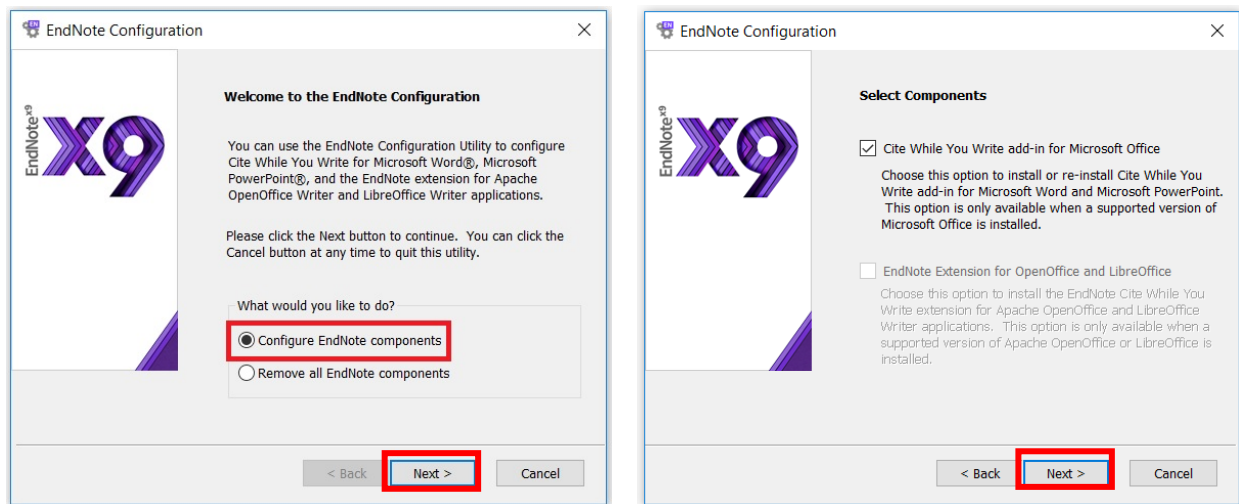 EndNote Configuration
EndNote x9
X9
Welcome to the EndNote Configuration
You can use the EndNote Configuration Utility to configure
Cite While You Write for Microsoft Word®, Microsoft
PowerPoint®, and the EndNote extension for Apache
OpenOffice Writer and LibreOffice Writer applications.
Please click the Next button to continue.  You can click the
Cancel button at any time to quit this utility.
What would you like to do?
Configure EndNote components
Remove all EndNote components
< Back
Next >
Cancel
EndNote Configuration
EndNote x9
X9
Select Components
Cite While You Write add-in for Microsoft Office
Choose this option to install or re-install Cite While You
Write add-in for Microsoft Word and Microsoft PowerPoint.
This option is only available when a supported version of
Microsoft Office is installed.
EndNote Extension for OpenOffice and LibreOffice
Choose this option to install the EndNote Cite While You
Write extension for Apache OpenOffice and LibreOffice
Writer applications.  This option is only available when a
supported version of Apache OpenOffice or LibreOffice is
installed.
< Back
Next >
Cancel